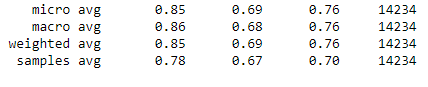 micro avg 0.85 0.69 0.76 14234
macro avg 0.86 0.68 0.76 14234
weighted avg 0.85 0.69 0.76 14234
samples avg 0.78 0.67 0.70 14234